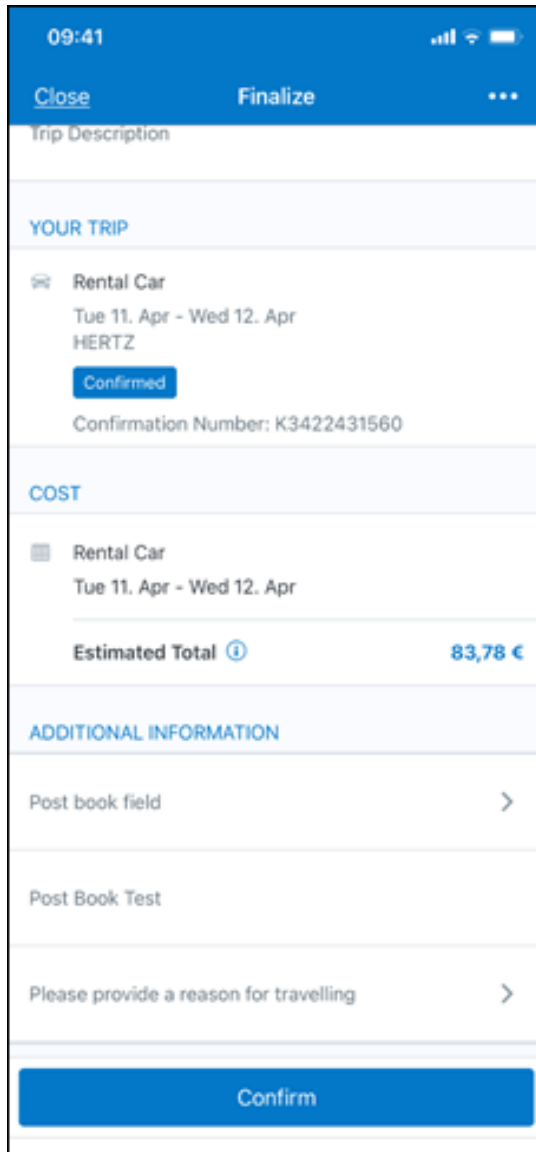 09:41
Close Finalize
Trip Description
YOUR TRIP
Rental Car
Tue 11. Apr - Wed 12. Apr
HERTZ
Confirmed
Confirmation Number: K3422431560
COST
Rental Car
Tue 11. Apr - Wed 12. Apr
Estimated Total 83,78 €
ADDITIONAL INFORMATION
Post book field
Post Book Test
Please provide a reason for travelling
Confirm